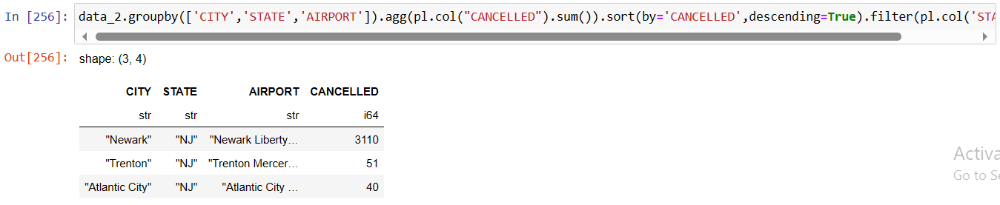 In [256]: data_2.groupby(['CITY','STATE','AIRPORT']).agg(pl.col("CANCELLED").sum()).sort(by='CANCELLED',descending=True).filter(pl.col('STA
Out[256]: shape: (3, 4)
CITY STATE AIRPORT CANCELLED
str str str i64
"Newark" "NJ" "Newark Liberty… 3110
"Trenton" "NJ" "Trenton Mercer… 51
"Atlantic City" "NJ" "Atlantic City … 40
Activa
Go to Se